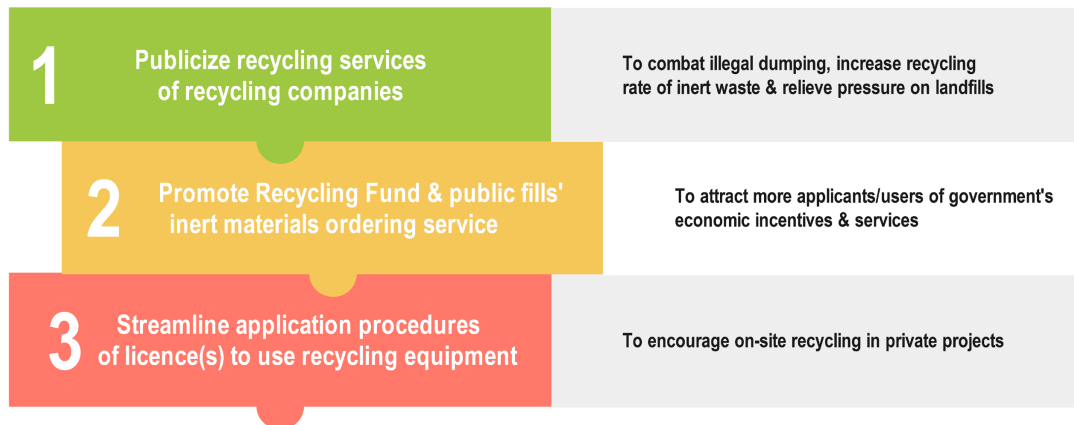 1
Publicize recycling services
of recycling companies
To combat illegal dumping, increase recycling
rate of inert waste & relieve pressure on landfills
2
Promote Recycling Fund & public fills'
inert materials ordering service
To attract more applicants/users of government's
economic incentives & services
3
Streamline application procedures
of licence(s) to use recycling equipment
To encourage on-site recycling in private projects